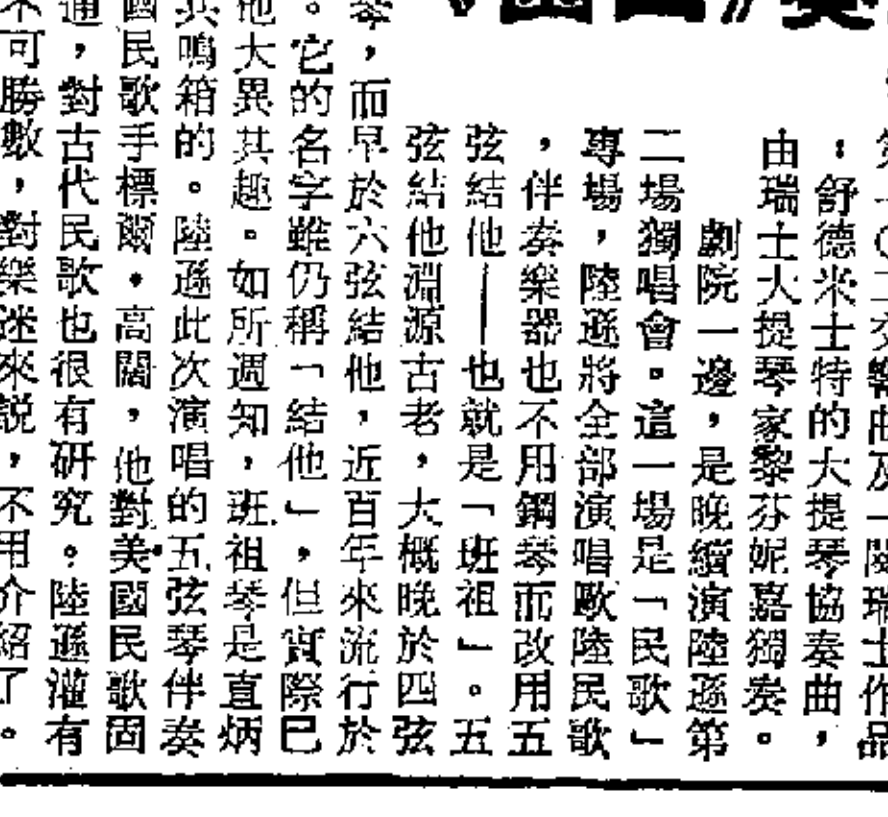 交響曲及一闋瑞士作品
：舒德米士特的大提琴協奏曲，
由瑞士大提琴家黎芬妮嘉獨奏。
劇院一邊，是晚續演陸遜第
二場獨唱會。這一場是「民歌」
專場，陸遜將全部演唱歐陸民歌
，伴奏樂器也不用鋼琴而改用五
弦結他—也就是「班祖」。五
弦結他淵源古老，大概晚於四弦
琴，而早於六弦結他，近百年來流行於
。它的名字雖仍稱「結他」，但實際巳
他大異其趣。如所週知，班祖琴是直炳
共鳴箱的。陸遜此次演唱的五弦琴伴奏
國民歌手標爾·高闊，他對美國民歌固
通，對古代民歌也很有研究。陸遜灌有
不可勝數，對樂迷來説，不用介紹了。